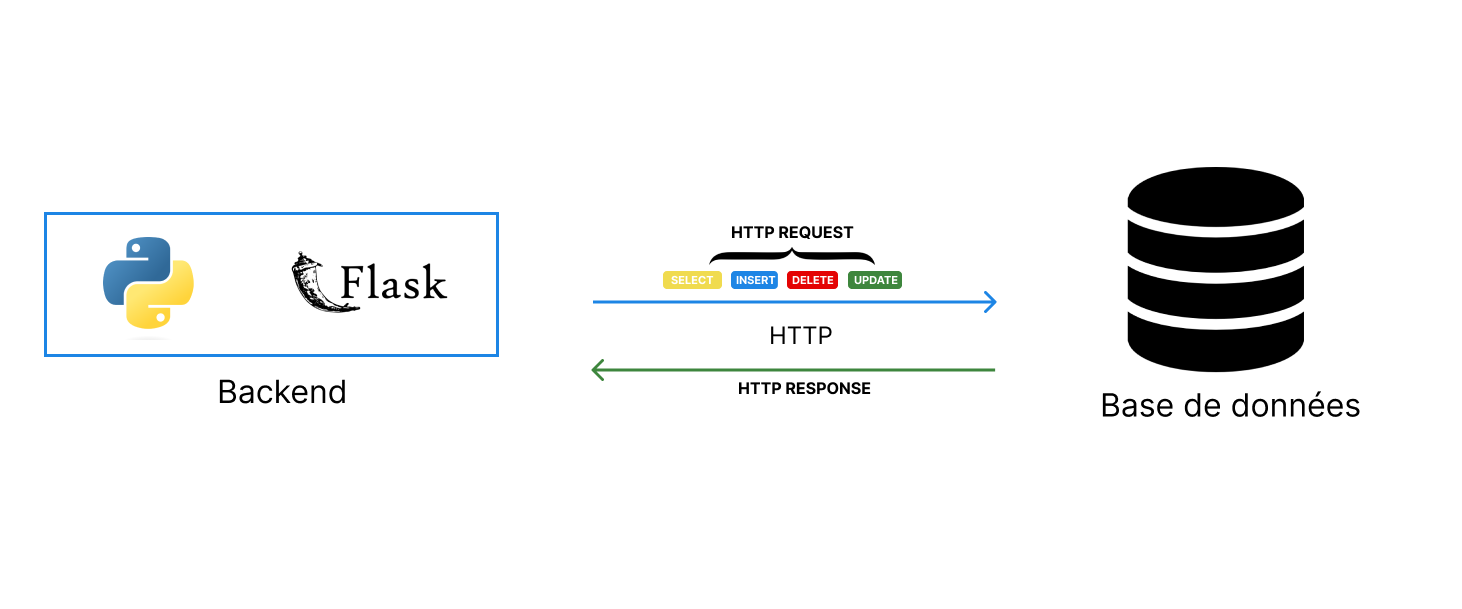 Flask
Backend
HTTP REQUEST
SELECT INSERT DELETE UPDATE
HTTP
HTTP RESPONSE
Base de données